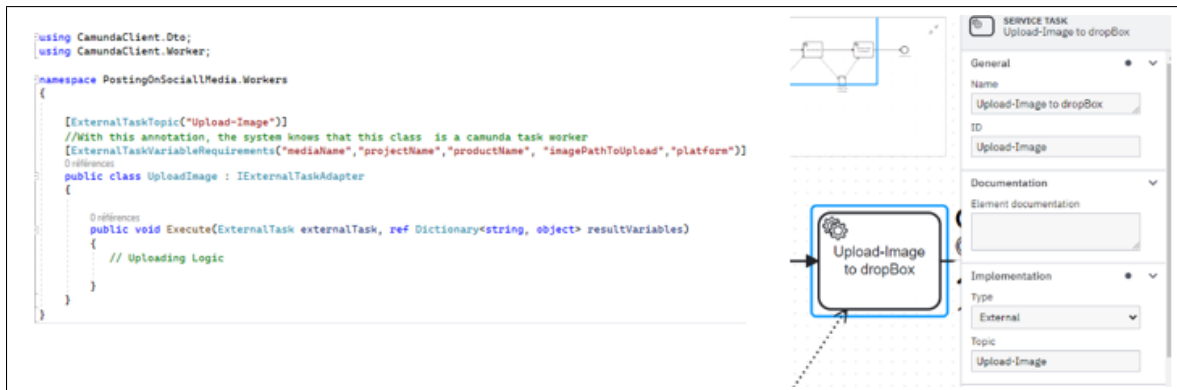 using CamundaClient.Dto;
using CamundaClient.Worker;
namespace PostingOnSociallMedia.Workers
{
[ExternalTaskTopic("Upload-Image")]
//With this annotation, the system knows that this class  is a camunda task worker
[ExternalTaskVariableRequirements("mediaName","projectName","productName", "imagePathToUpload","platform")]
0 références
public class UploadImage : IExternalTaskAdapter
{
0 références
public void Execute(ExternalTask externalTask, ref Dictionary<string, object> resultVariables)
{
// Uploading Logic
}
}
}
Upload-Image
to dropBox
SERVICE TASK
Upload-Image to dropBox
General
Name
Upload-Image to dropBox
ID
Upload-Image
Documentation
Element documentation
Implementation
Type
External
Topic
Upload-Image